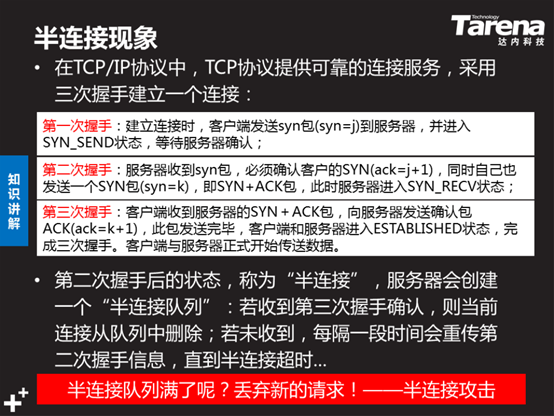 Technology
Tarena
达内科技
半连接现象
• 在TCP/IP协议中，TCP协议提供可靠的连接服务，采用
三次握手建立一个连接：
第一次握手：建立连接时，客户端发送syn包(syn=j)到服务器，并进入
SYN_SEND状态，等待服务器确认；
第二次握手：服务器收到syn包，必须确认客户的SYN(ack=j+1)，同时自己也
发送一个SYN包(syn=k)，即SYN+ACK包，此时服务器进入SYN_RECV状态；
第三次握手：客户端收到服务器的SYN＋ACK包，向服务器发送确认包
ACK(ack=k+1)，此包发送完毕，客户端和服务器进入ESTABLISHED状态，完
成三次握手。客户端与服务器正式开始传送数据。
知识讲解
• 第二次握手后的状态，称为“半连接”，服务器会创建
一个“半连接队列”：若收到第三次握手确认，则当前
连接从队列中删除；若未收到，每隔一段时间会重传第
二次握手信息，直到半连接超时...
半连接队列满了呢？丢弃新的请求！——半连接攻击